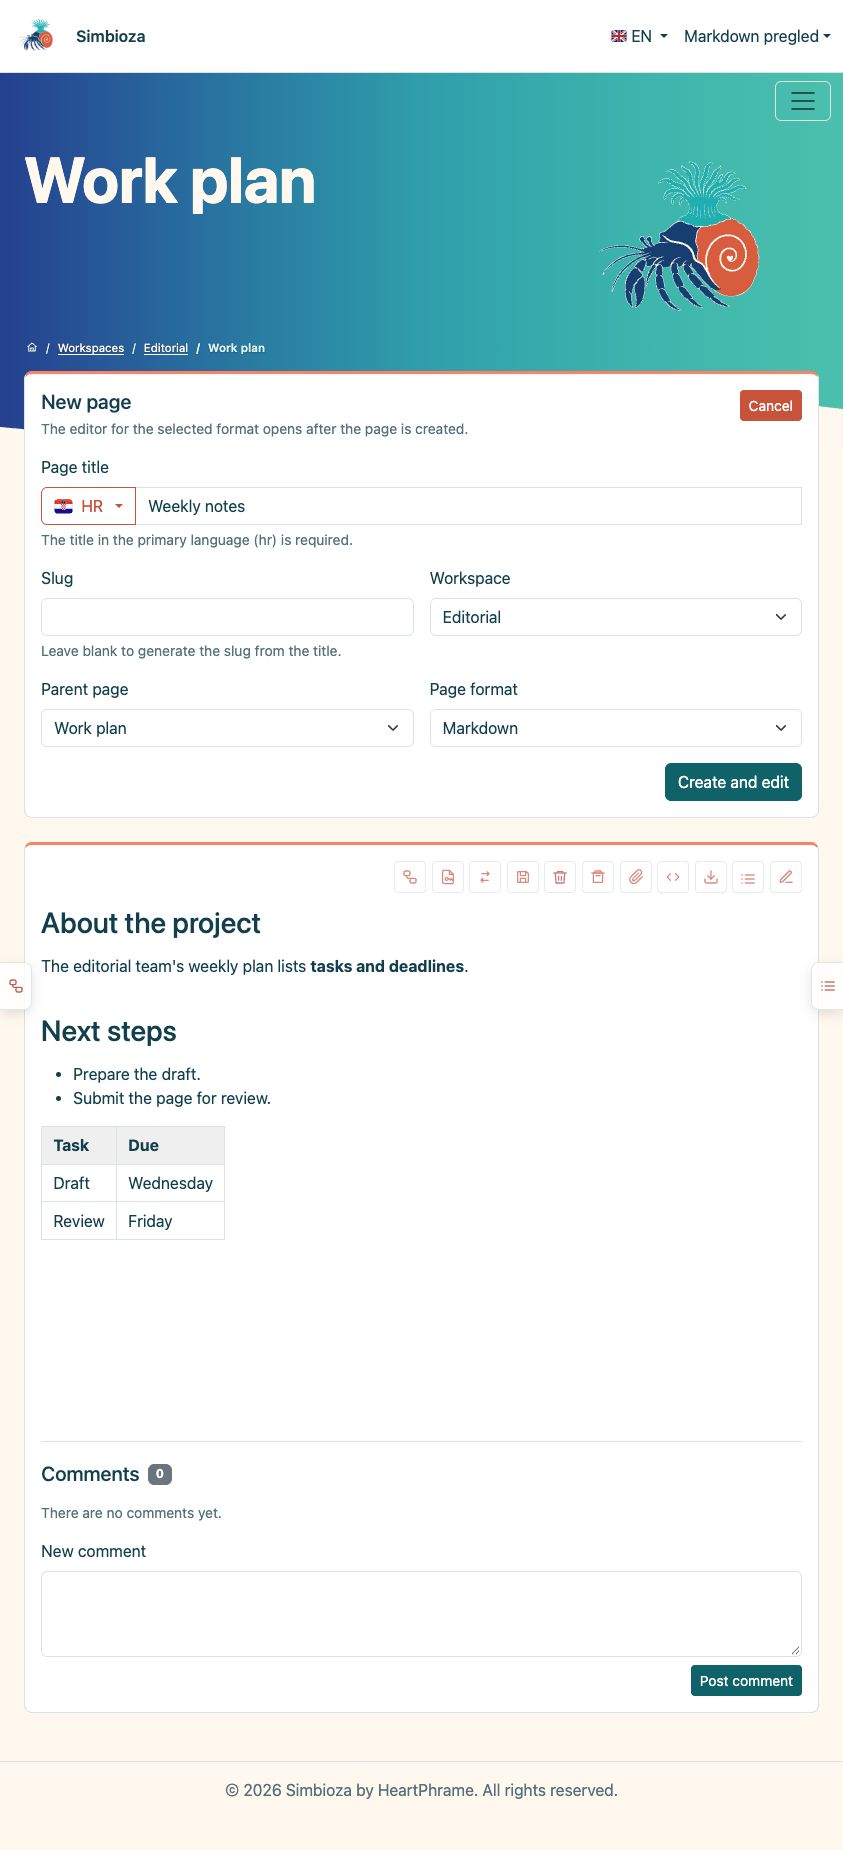 Simbioza
EN
Markdown pregled
Work plan
/ Workspaces / Editorial / Work plan
New page
Cancel
The editor for the selected format opens after the page is created.
Page title
HR
Weekly notes
The title in the primary language (hr) is required.
Slug
Workspace
Editorial
Leave blank to generate the slug from the title.
Parent page
Page format
Work plan
Markdown
Create and edit
About the project
The editorial team's weekly plan lists tasks and deadlines.
Next steps
• Prepare the draft.
• Submit the page for review.
Task Due
Draft Wednesday
Review Friday
Comments 0
There are no comments yet.
New comment
Post comment
© 2026 Simbioza by HeartPhrame. All rights reserved.